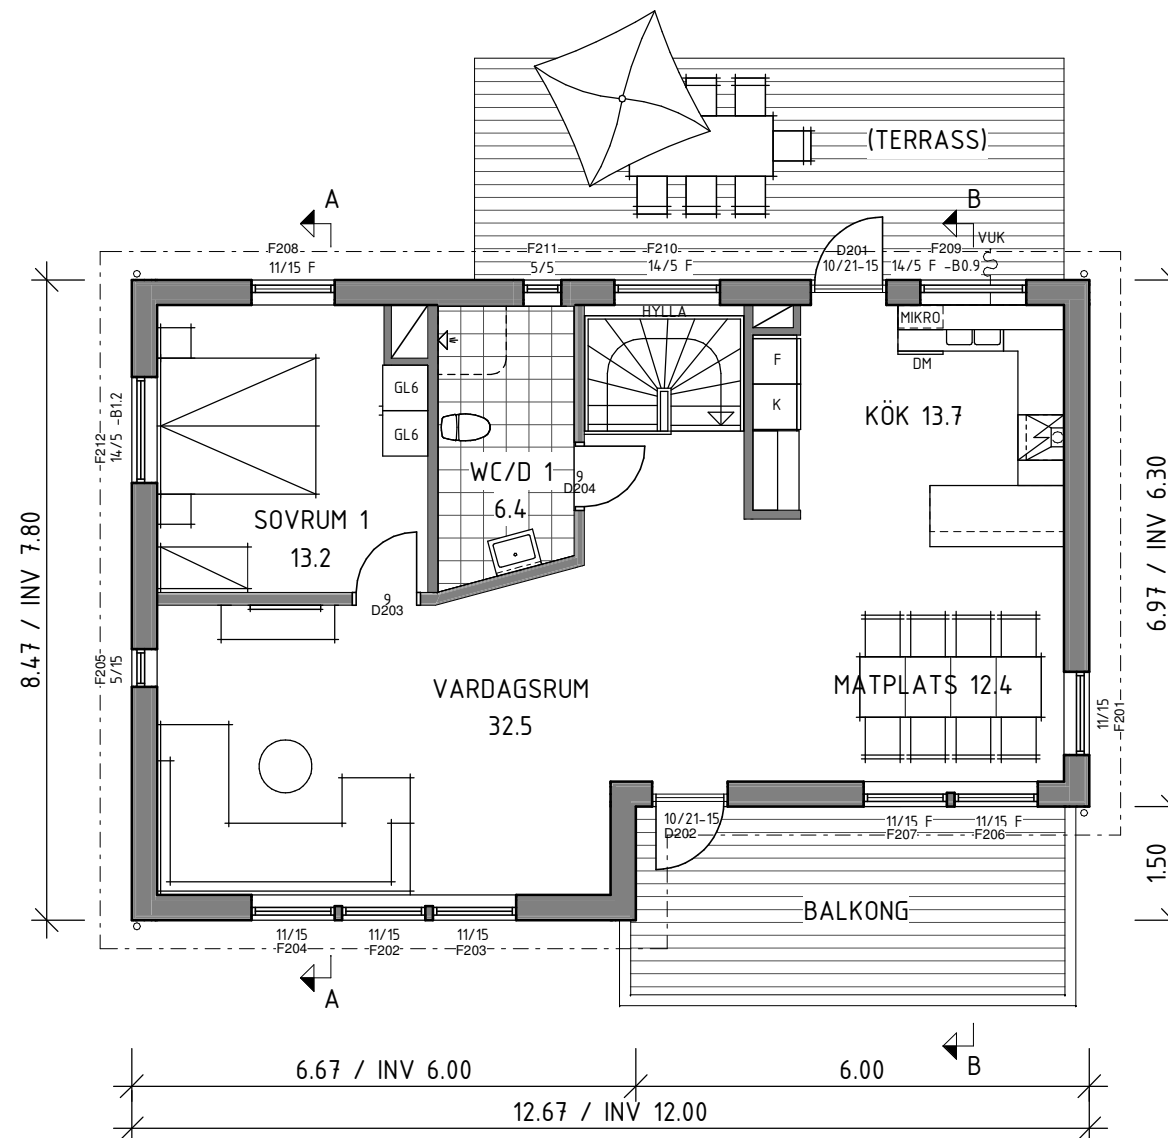 (TERRASS)
A
B
F208
11/15 F
F211
5/5
F210
14/5 F
D201
10/21-15
F209
14/5 F -B0.9
VUK
HYLLA
MIKRO
DM
F
K
GL6
GL6
KÖK 13.7
F212
14/5 -B1.2
WC/D 1
6.4
9
D204
SOVRUM 1
13.2
9
D203
8.47 / INV 7.80
6.97 / INV 6.30
F205
5/15
VARDAGSRUM
32.5
MATPLATS 12.4
11/15
F201
10/21-15
D202
11/15 F
F207
11/15 F
F206
1.50
BALKONG
11/15
F204
11/15
F202
11/15
F203
A
B
6.67 / INV 6.00
6.00
12.67 / INV 12.00